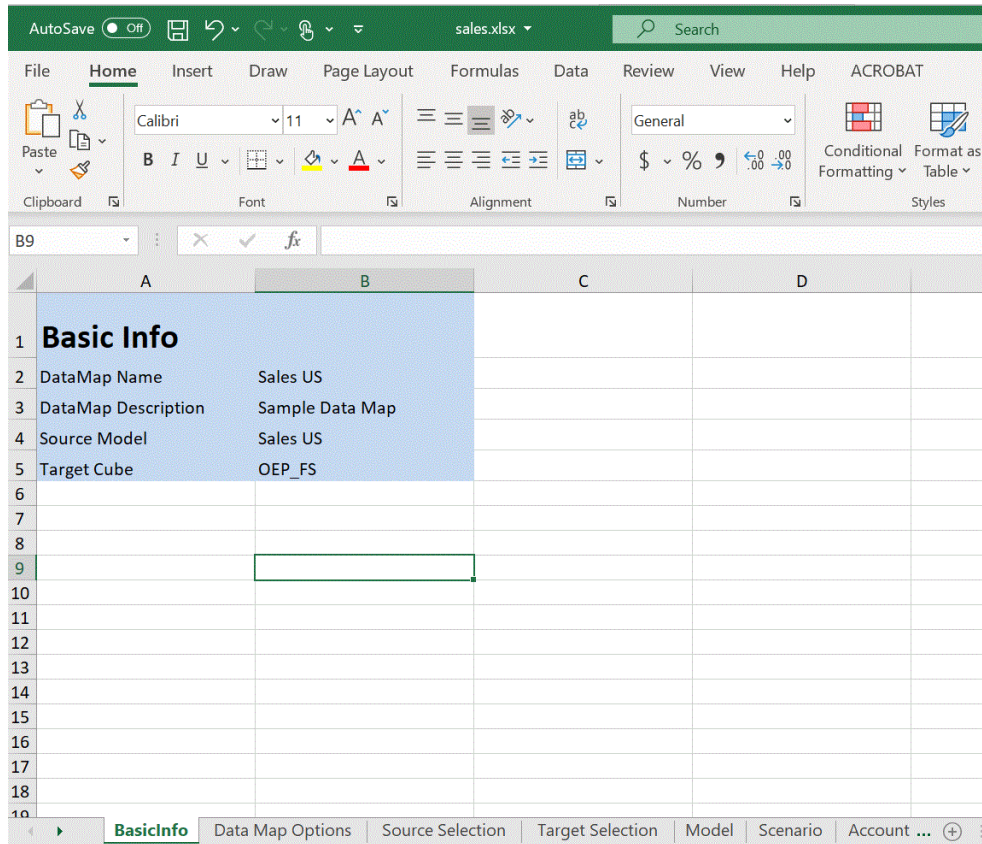 AutoSave Off sales.xlsx Search
File Home Insert Draw Page Layout Formulas Data Review View Help ACROBAT
Calibri 11 General
Paste Conditional Format as
B I U A $ % Formatting Table
Clipboard Font Alignment Number Styles
B9 fx
A B C D
1 Basic Info
2 DataMap Name Sales US
3 DataMap Description Sample Data Map
4 Source Model Sales US
5 Target Cube OEP_FS
6
7
8
9
10
11
12
13
14
15
16
17
18
19
BasicInfo Data Map Options Source Selection Target Selection Model Scenario Account ...